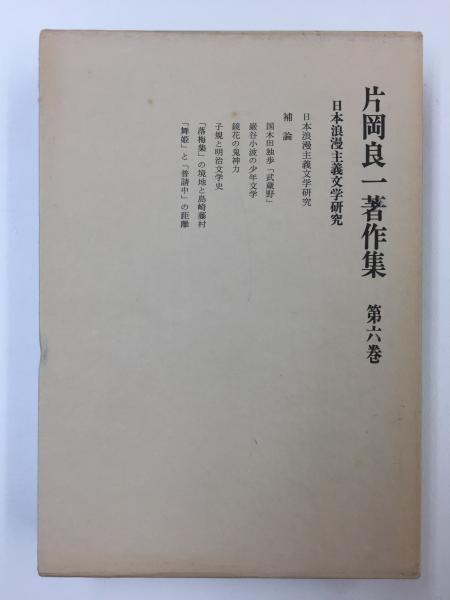 片岡良一著作集 第六巻
日本浪漫主義文学研究
日本浪漫主義文学研究
補論
国木田独歩「武蔵野」
巌谷小波の少年文学
鏡花の鬼神力
子規と明治文学史
「落梅集」の境地と島崎藤村
「舞姫」と「普請中」の距離